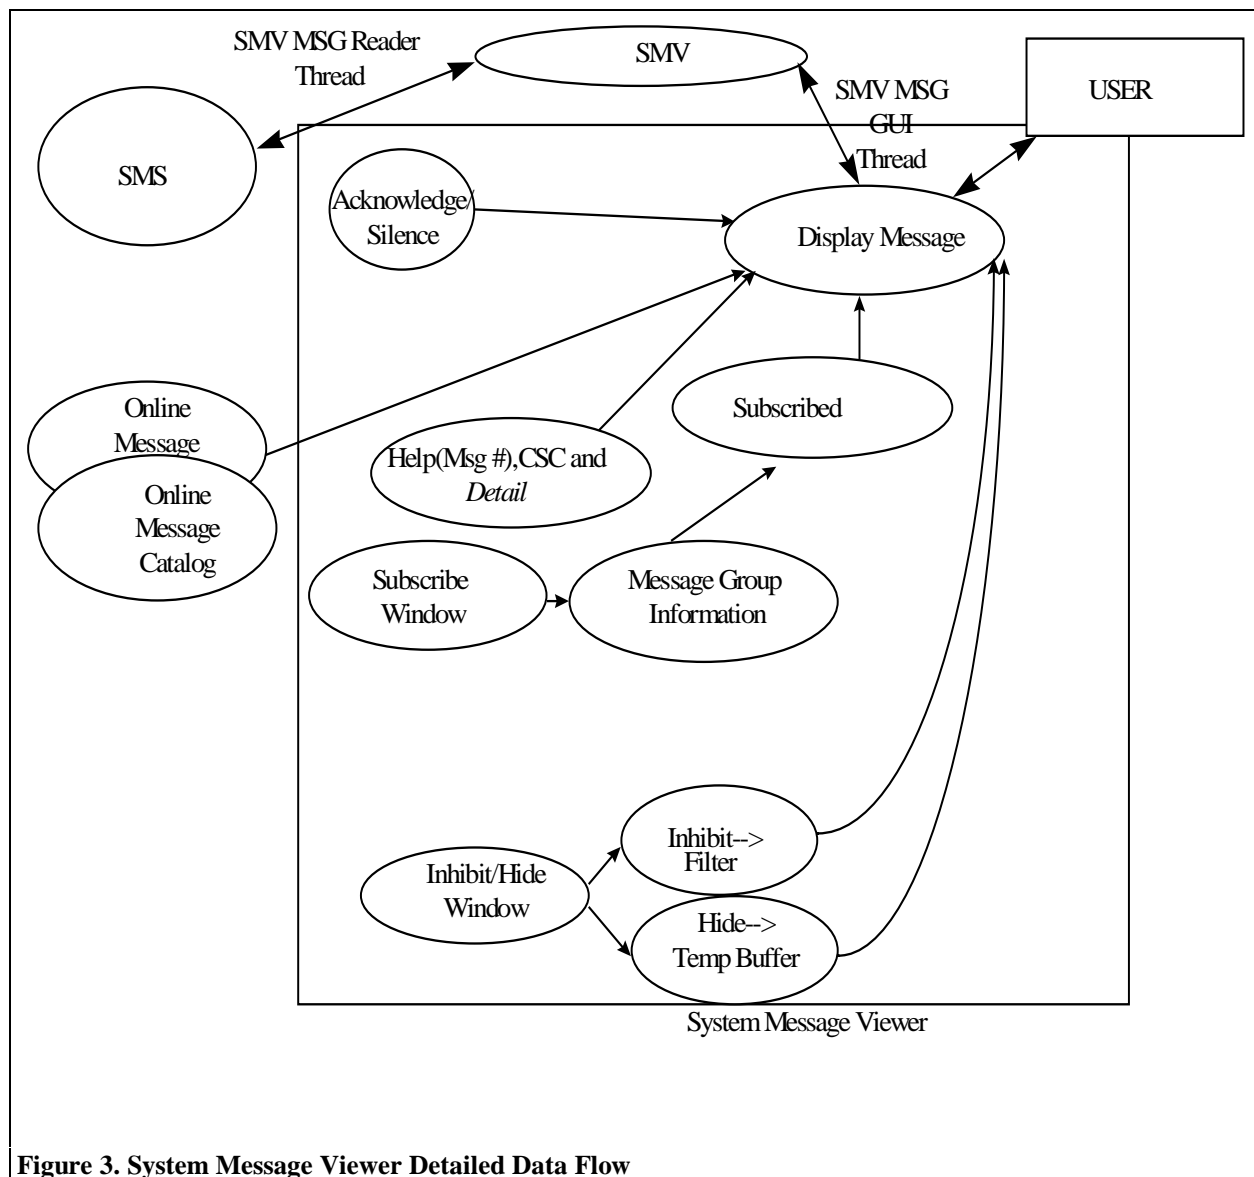 SMV MSG Reader
Thread
SMV
USER
SMV MSG
GUI
Thread
SMS
Acknowledge/
Silence
Display Message
Online
Message
Online
Message
Catalog
Subscribed
Help(Msg #),CSC and
Detail
Subscribe
Window
Message Group
Information
Inhibit-->
Filter
Inhibit/Hide
Window
Hide-->
Temp Buffer
System Message Viewer
Figure 3. System Message Viewer Detailed Data Flow